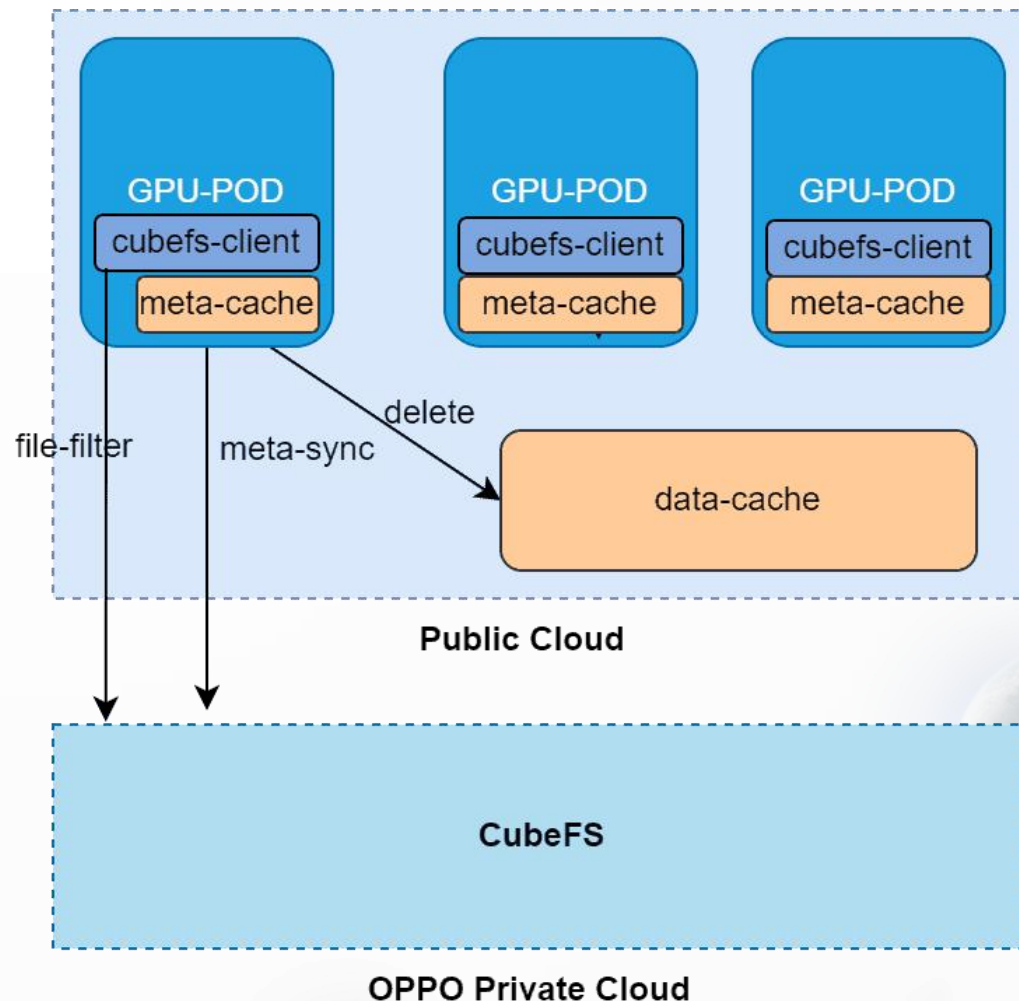 GPU-POD
cubefs-client
meta-cache
GPU-POD
cubefs-client
meta-cache
GPU-POD
cubefs-client
meta-cache
file-filter
meta-sync
delete
data-cache
Public Cloud
CubeFS
OPPO Private Cloud